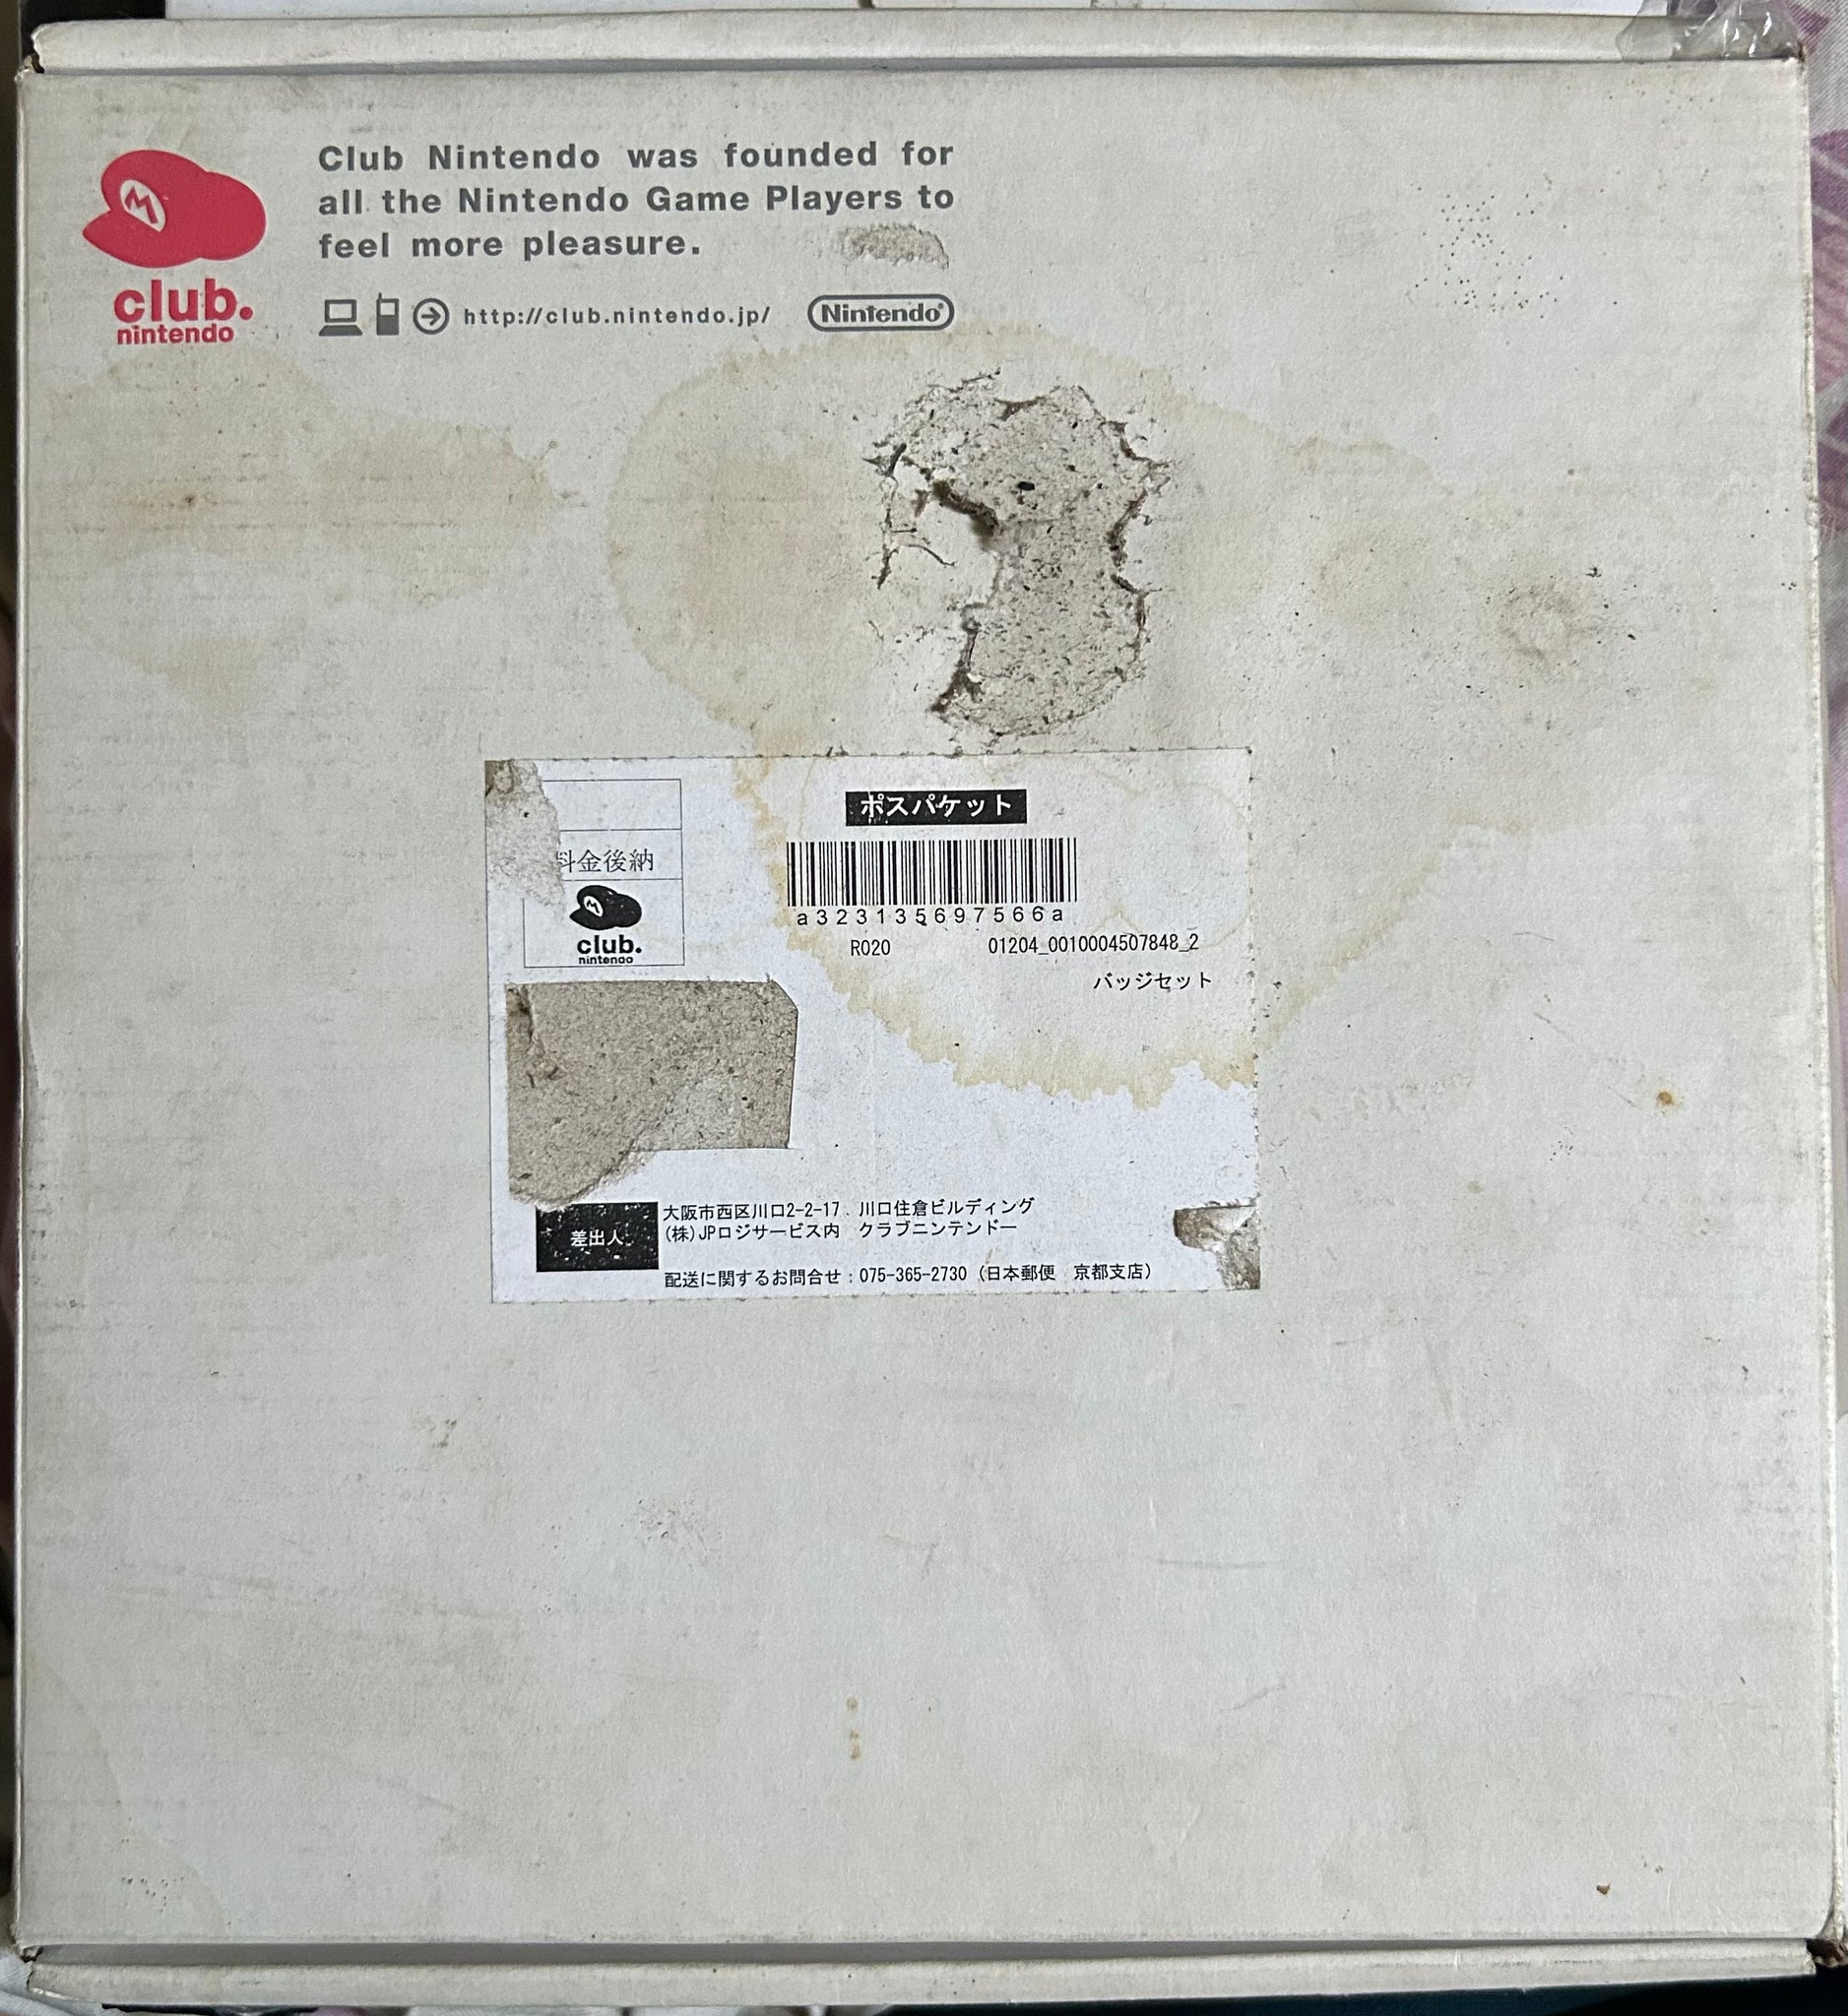 Club Nintendo was founded for
all the Nintendo Game Players to
feel more pleasure.
M
club.
nintendo
http://club.nintendo.jp/
Nintendo®
ポスパケット
料金後納
M
club.
nintendo
a323135697566a
R020 01204_0010004507848_2
バッジセット
差出人
大阪市西区川口2-2-17 川口住倉ビルディング
(株)JPロジサービス内 クラブニンテンドー
配送に関するお問合せ：075-365-2730（日本郵便 京都支店）